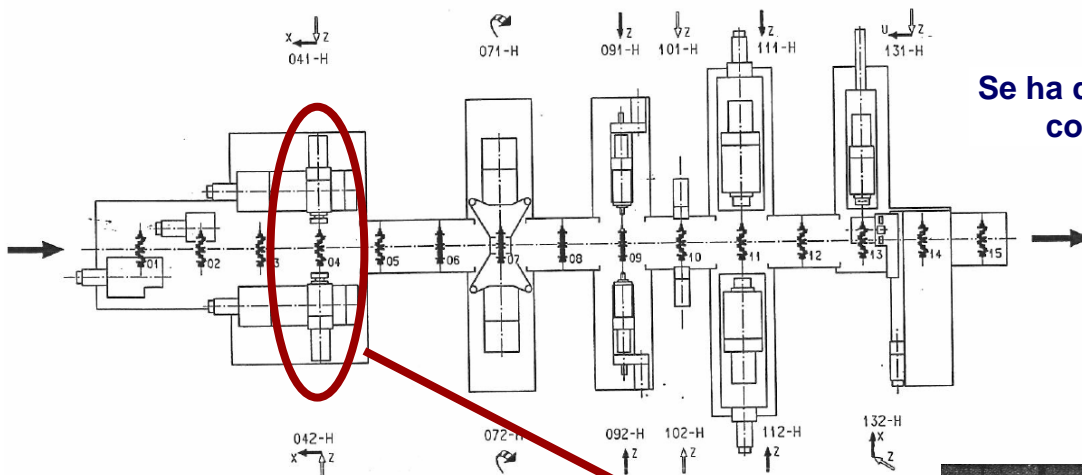 X Z Z Z Z U Z
041-H 071-H 091-H 101-H 111-H 131-H
Se ha
01 02 3 04 05 06 07 08 09 10 11 12 13 14 15
042-H 072-H 092-H 102-H 112-H 132-H
X Z Z Z Z X
Z